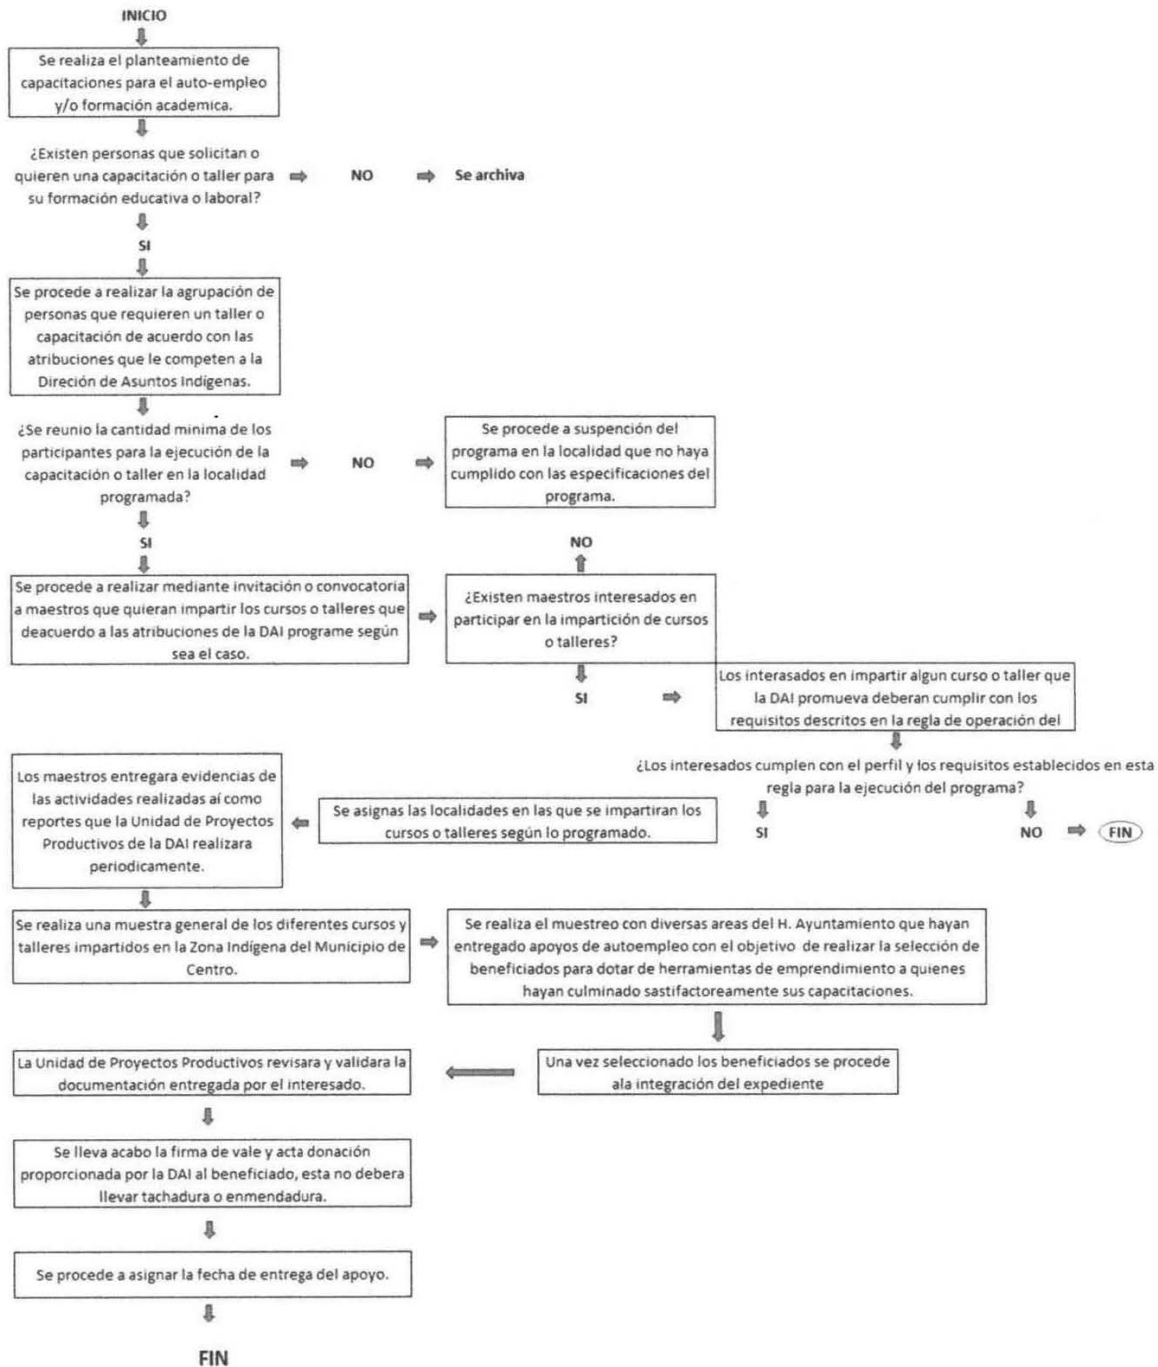 INICIO
Se realiza el planteamiento de
capacitaciones para el auto-empleo
y/o formación academica.
¿Existen personas que solicitan o
quieren una capacitación o taller para
su formación educativa o laboral?
NO
Se archiva
SI
Se procede a realizar la agrupación de
personas que requieren un taller o
capacitación de acuerdo con las
atribuciones que le competen a la
Direción de Asuntos Indígenas.
¿Se reunio la cantidad minima de los
participantes para la ejecución de la
capacitación o taller en la localidad
programada?
NO
Se procede a suspención del
programa en la localidad que no haya
cumplido con las especificaciones del
programa.
SI
NO
Se procede a realizar mediante invitación o convocatoria
a maestros que quieran impartir los cursos o talleres que
deacuerdo a las atribuciones de la DAI programe según
sea el caso.
¿Existen maestros interesados en
participar en la impartición de cursos
o talleres?
SI
Los interasados en impartir algun curso o taller que
la DAI promueva deberan cumplir con los
requisitos descritos en la regla de operación del
¿Los interesados cumplen con el perfil y los requisitos establecidos en esta
regla para la ejecución del programa?
SI
NO
FIN
Se asignas las localidades en las que se impartiran los
cursos o talleres según lo programado.
Los maestros entregara evidencias de
las actividades realizadas aí como
reportes que la Unidad de Proyectos
Productivos de la DAI realizara
periodicamente.
Se realiza una muestra general de los diferentes cursos y
talleres impartidos en la Zona Indígena del Municipio de
Centro.
Se realiza el muestreo con diversas areas del H. Ayuntamiento que hayan
entregado apoyos de autoempleo con el objetivo de realizar la selección de
beneficiados para dotar de herramientas de emprendimiento a quienes
hayan culminado sastifactoreamente sus capacitaciones.
Una vez seleccionado los beneficiados se procede
ala integración del expediente
La Unidad de Proyectos Productivos revisara y validara la
documentación entregada por el interesado.
Se lleva acabo la firma de vale y acta donación
proporcionada por la DAI al beneficiado, esta no debera
llevar tachadura o enmendadura.
Se procede a asignar la fecha de entrega del apoyo.
FIN